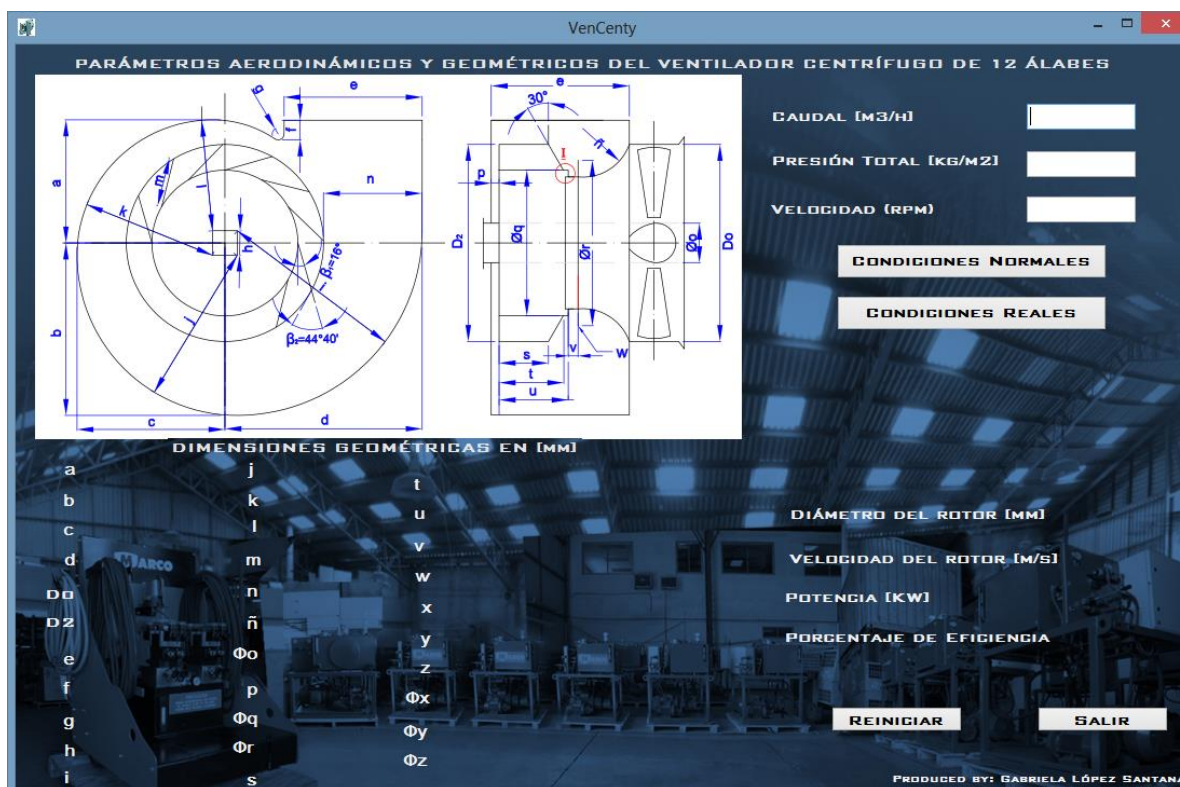 VenCenty
PARÁMETROS AERODINÁMICOS Y GEOMÉTRICOS DEL VENTILADOR CENTRÍFUGO DE 12 ÁLABES
g
e
f
a
m
l
n
k
h
β₁=16°
i
b
j
β₂=44°40'
c
d
e
30°
ñ
I
p
D₂
Øq
Ør
Øo
Do
s
v
w
t
u
CAUDAL [M3/H]
PRESIÓN TOTAL [KG/M2]
VELOCIDAD (RPM)
CONDICIONES NORMALES
CONDICIONES REALES
DIMENSIONES GEOMÉTRICAS EN [MM]
a
b
c
d
Do
D2
e
f
g
h
i
j
k
l
m
n
ñ
Φo
p
Φq
Φr
s
t
u
v
w
x
y
z
Φx
Φy
Φz
MARCO
DIÁMETRO DEL ROTOR [MM]
VELOCIDAD DEL ROTOR [M/S]
POTENCIA [KW]
PORCENTAJE DE EFICIENCIA
REINICIAR
SALIR
PRODUCED BY: GABRIELA LÓPEZ SANTANA